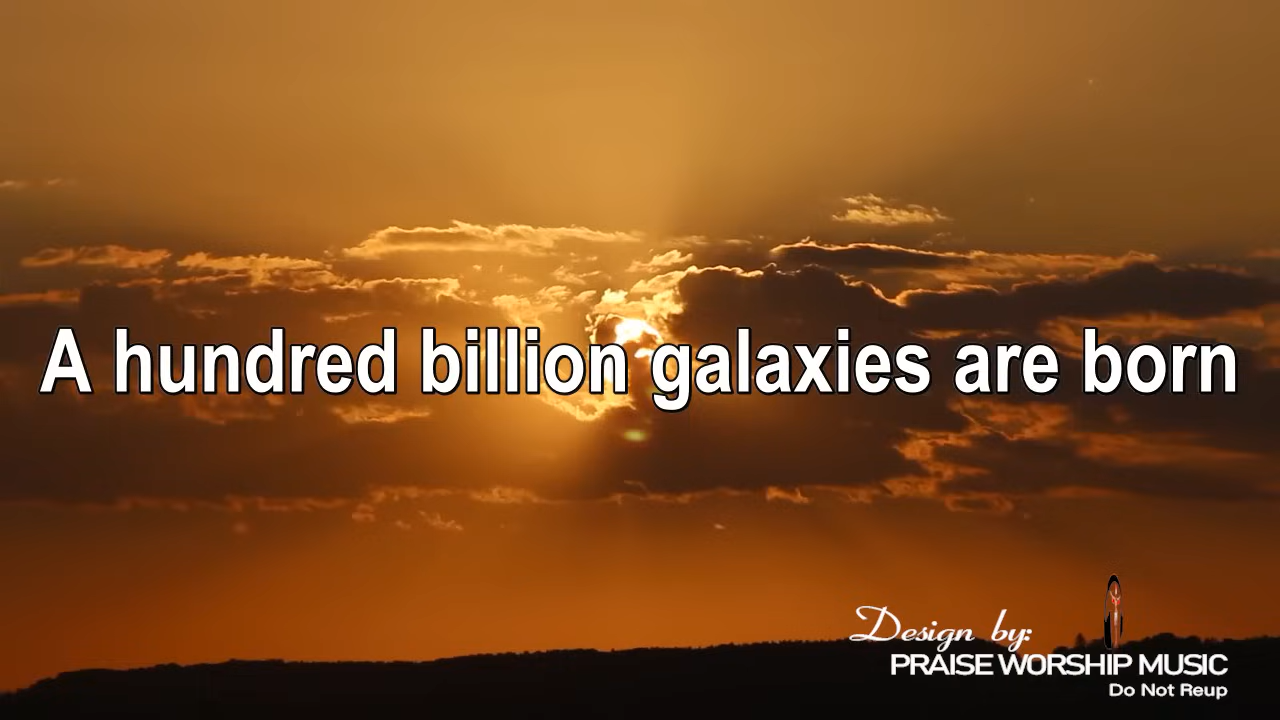 A hundred billion galaxies are born
Design by:
PRAISE WORSHIP MUSIC
Do Not Reup